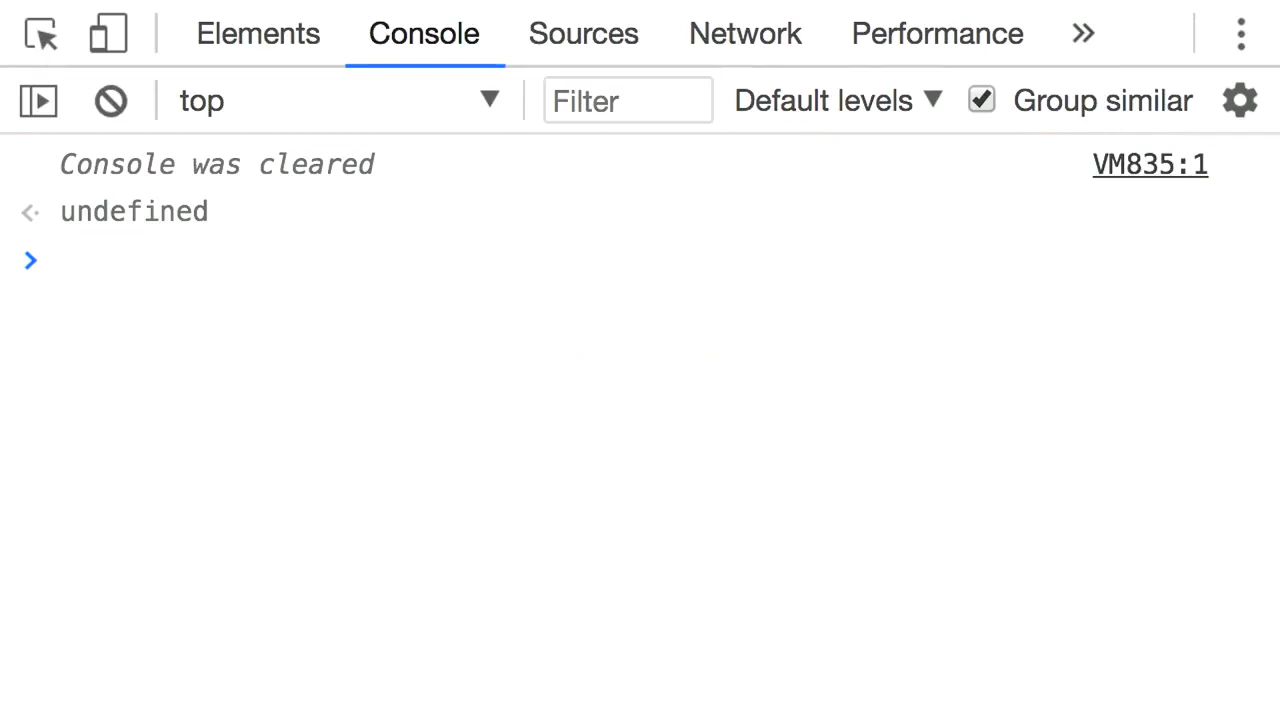 Elements Console Sources Network Performance
top Filter Default levels Group similar
Console was cleared VM835:1
undefined